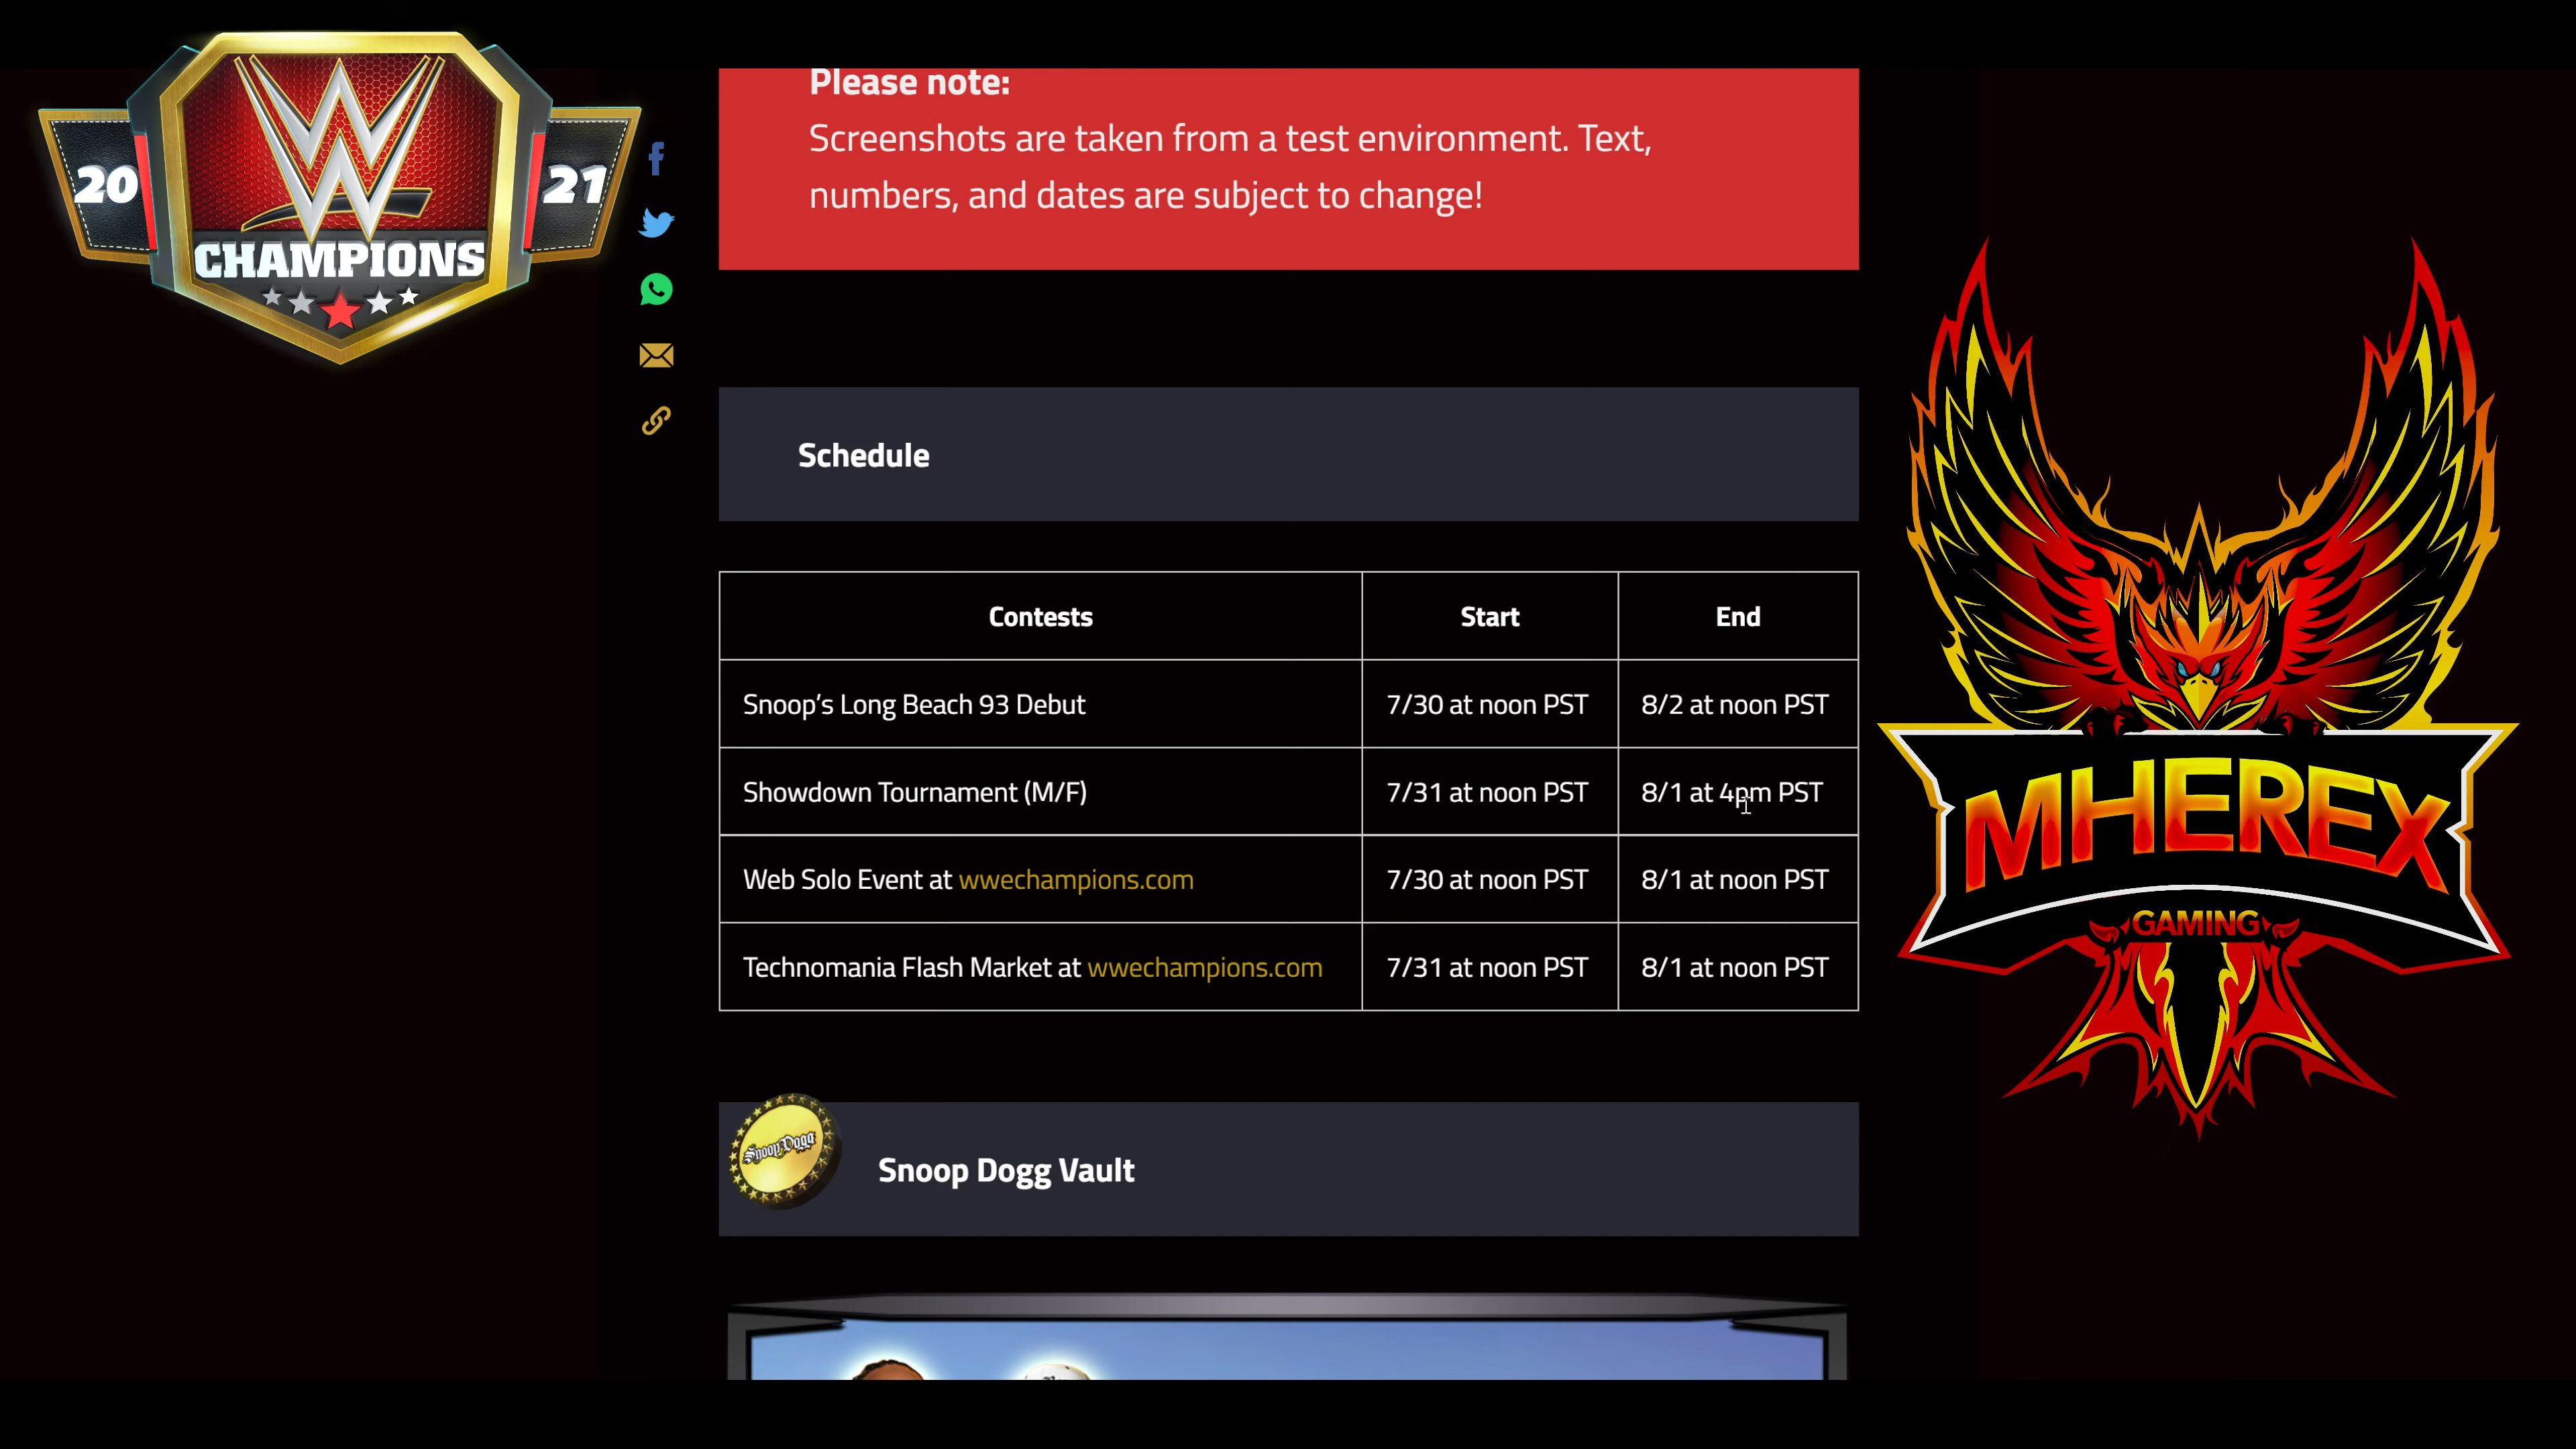 20
21
CHAMPIONS
Please note:
Screenshots are taken from a test environment. Text,
numbers, and dates are subject to change!
Schedule
Contests Start End
Snoop’s Long Beach 93 Debut 7/30 at noon PST 8/2 at noon PST
Showdown Tournament (M/F) 7/31 at noon PST 8/1 at 4pm PST
Web Solo Event at wwechampions.com 7/30 at noon PST 8/1 at noon PST
Technomania Flash Market at wwechampions.com 7/31 at noon PST 8/1 at noon PST
Snoop Dogg
Snoop Dogg Vault
MHEREX
GAMING